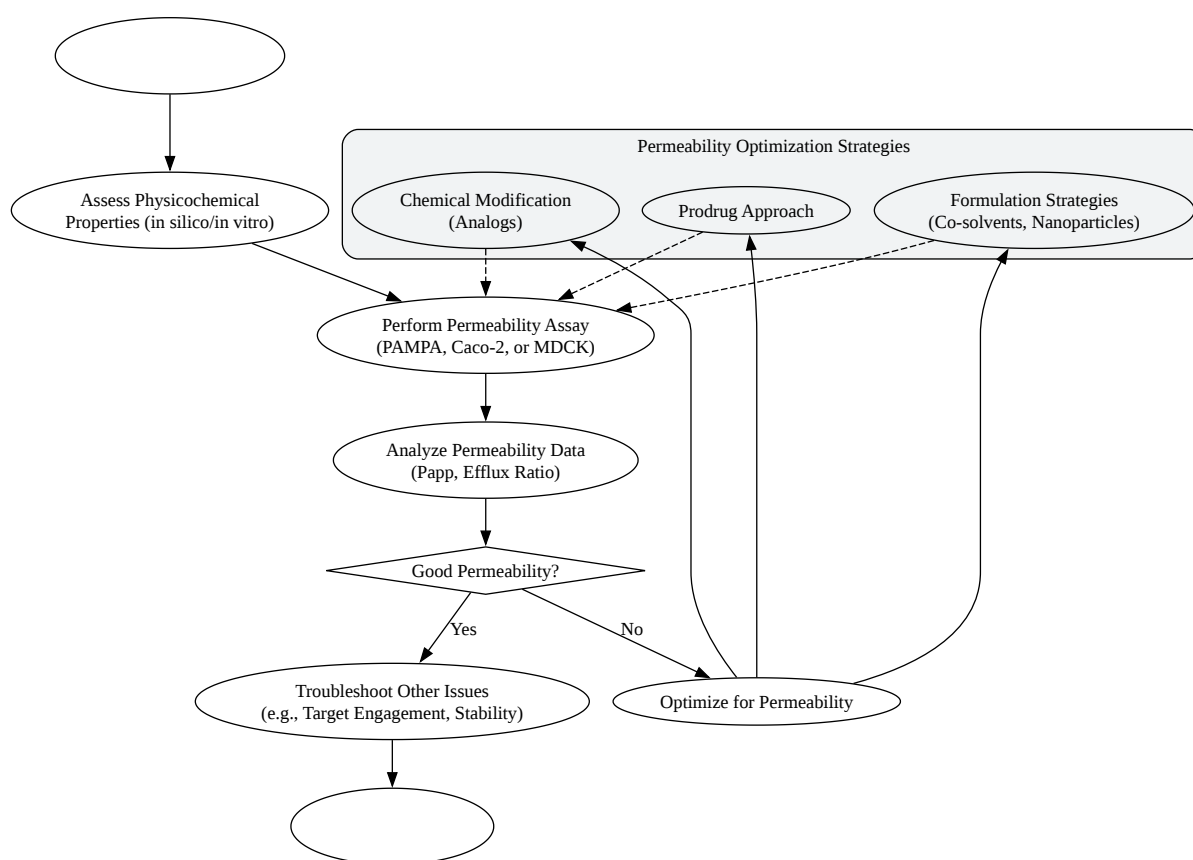 Permeability Optimization Strategies
Assess Physicochemical
Properties (in silico/in vitro)
Chemical Modification
(Analogs)
Prodrug Approach
Formulation Strategies
(Co-solvents, Nanoparticles)
Perform Permeability Assay
(PAMPA, Caco-2, or MDCK)
Analyze Permeability Data
(Papp, Efflux Ratio)
Good Permeability?
Yes
No
Troubleshoot Other Issues
(e.g., Target Engagement, Stability)
Optimize for Permeability